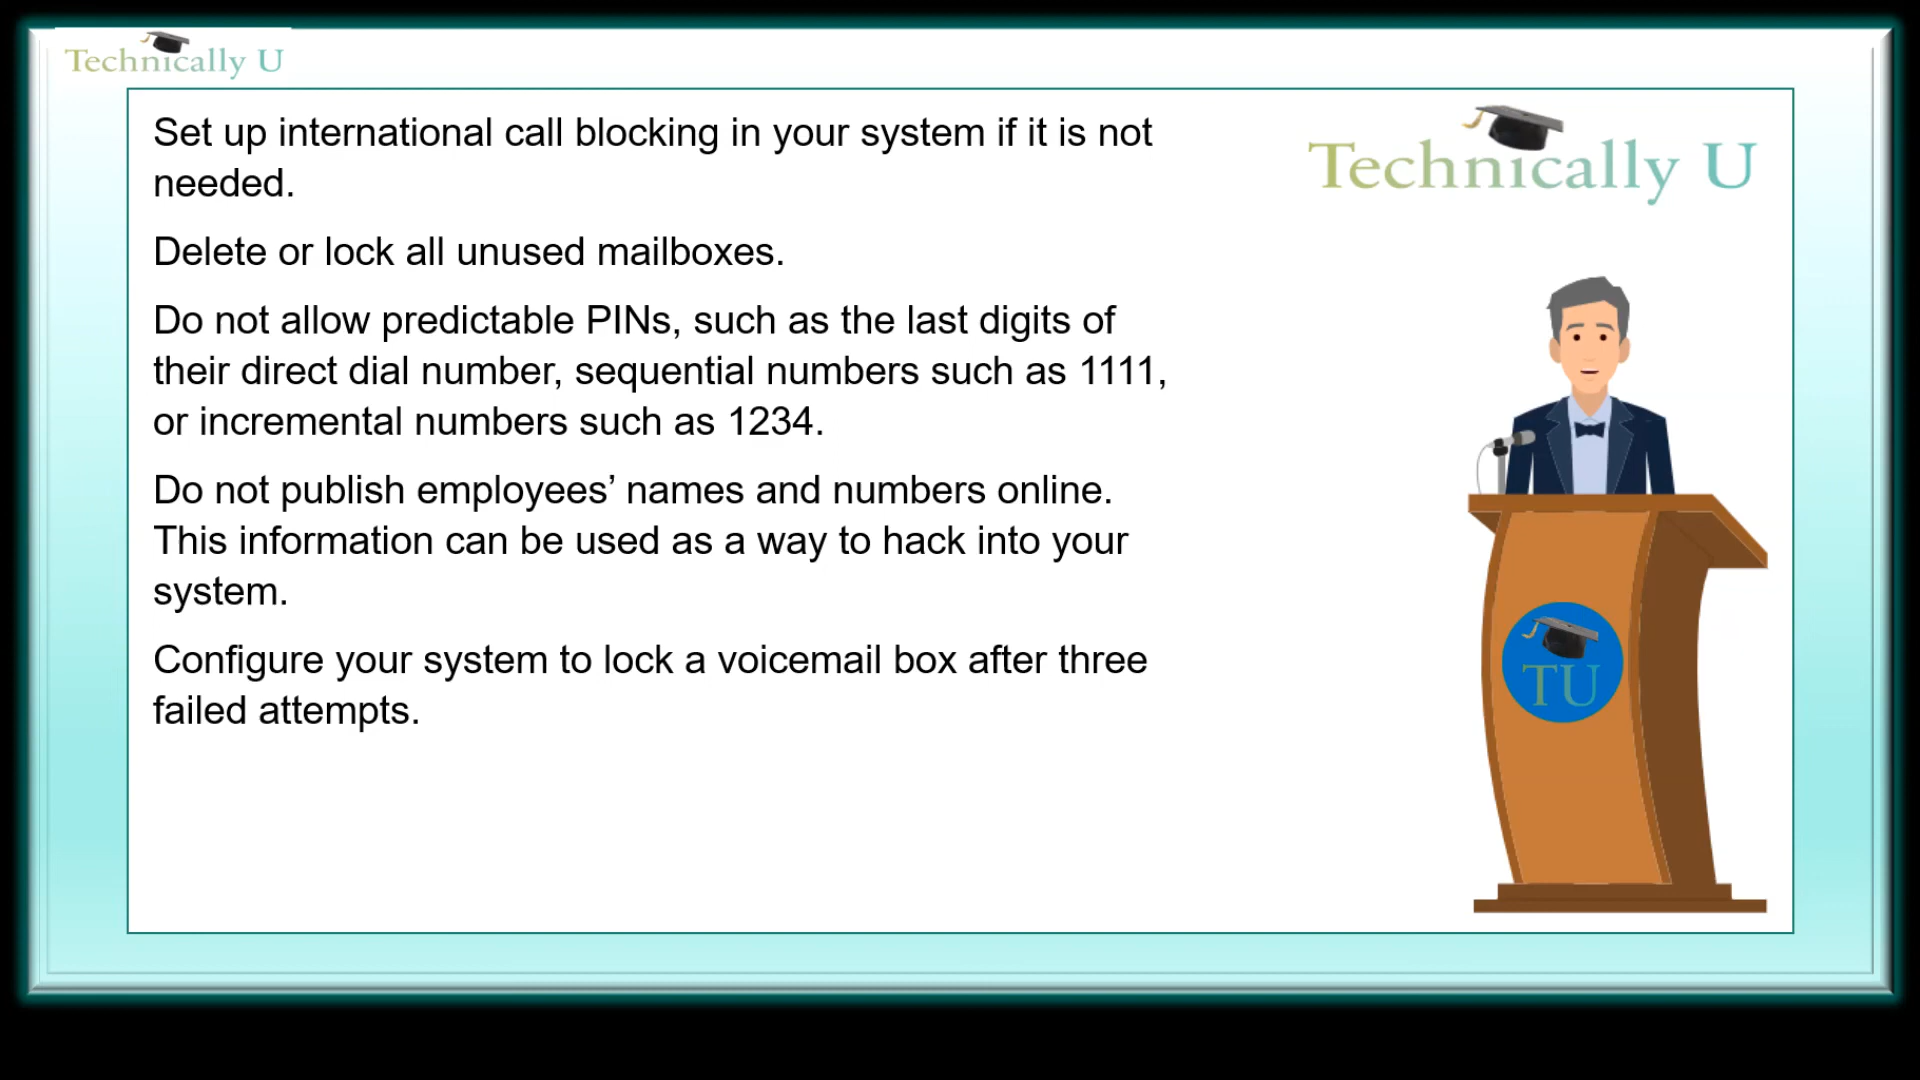 Technically U
Set up international call blocking in your system if it is not
needed.
Delete or lock all unused mailboxes.
Do not allow predictable PINs, such as the last digits of
their direct dial number, sequential numbers such as 1111,
or incremental numbers such as 1234.
Do not publish employees’ names and numbers online.
This information can be used as a way to hack into your
system.
Configure your system to lock a voicemail box after three
failed attempts.
Technically U
TU